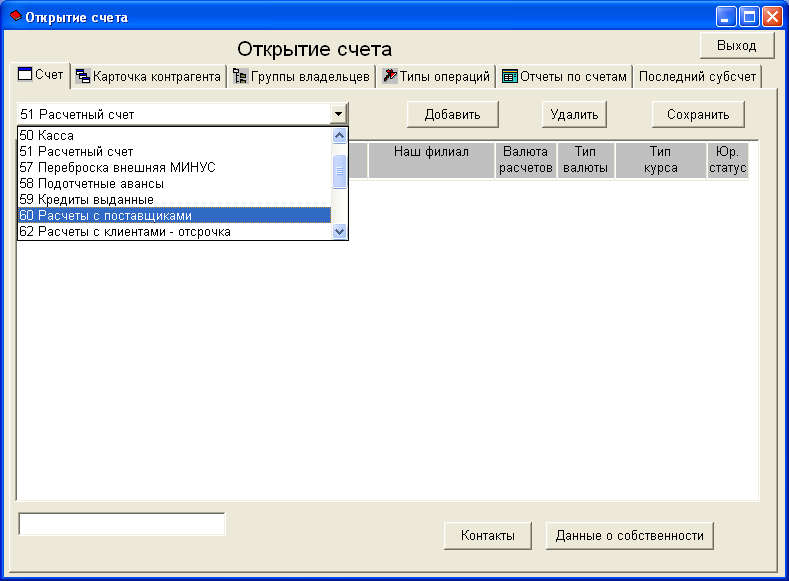 Открытие счета
Открытие счета
Выход
Счет
Карточка контрагента
Группы владельцев
Типы операций
Отчеты по счетам
Последний субсчет
51 Расчетный счет
Добавить
Удалить
Сохранить
50 Касса
51 Расчетный счет
57 Переброска внешняя МИНУС
58 Подотчетные авансы
59 Кредиты выданные
60 Расчеты с поставщиками
62 Расчеты с клиентами - отсрочка
Наш филиал
Валюта
расчетов
Тип
валюты
Тип
курса
Юр.
статус
Контакты
Данные о собственности